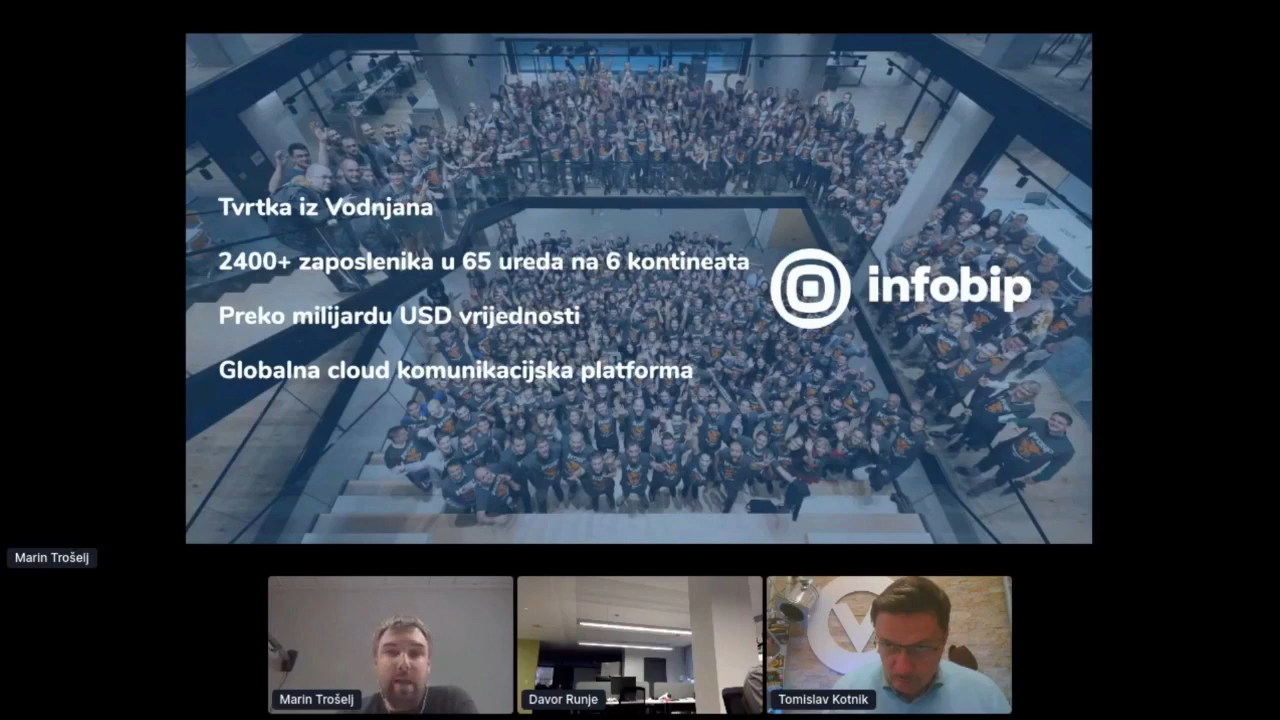 Tvrtka iz Vodnjana
2400+ zaposlenika u 65 ureda na 6 kontineata
infobip
Preko milijardu USD vrijednosti
Globalna cloud komunikacijska platforma
Marin Trošelj
Marin Trošelj
Davor Runje
Tomislav Kotnik